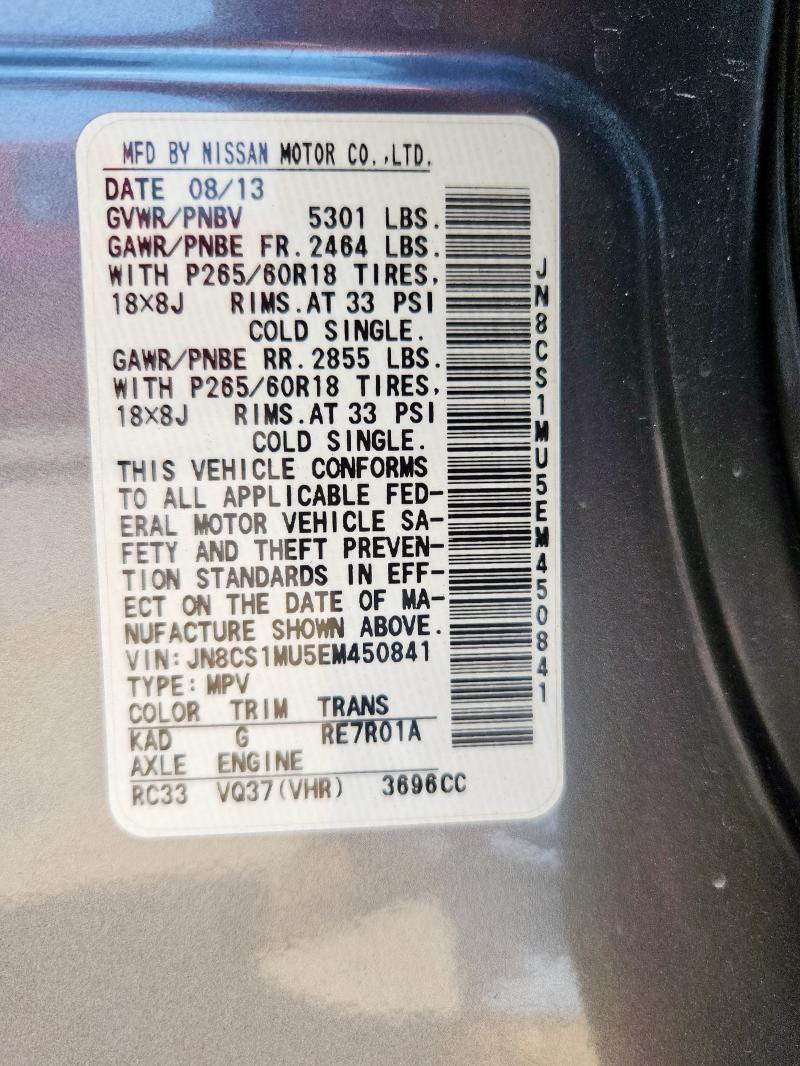 MFD BY NISSAN MOTOR CO.,LTD.
DATE 08/13
GVWR/PNBV 5301 LBS.
GAWR/PNBE FR.2464 LBS.
WITH P265/60R18 TIRES,
18X8J RIMS.AT 33 PSI
COLD SINGLE.
GAWR/PNBE RR.2855 LBS.
WITH P265/60R18 TIRES,
18X8J RIMS.AT 33 PSI
COLD SINGLE.
THIS VEHICLE CONFORMS
TO ALL APPLICABLE FED-
ERAL MOTOR VEHICLE SA-
FETY AND THEFT PREVEN-
TION STANDARDS IN EFF-
ECT ON THE DATE OF MA-
NUFACTURE SHOWN ABOVE.
VIN:JN8CS1MU5EM450841
TYPE:MPV
COLOR TRIM TRANS
KAD G RE7R01A
AXLE ENGINE
RC33 VQ37(VHR) 3696CC
JN8CS1MU5EM450841